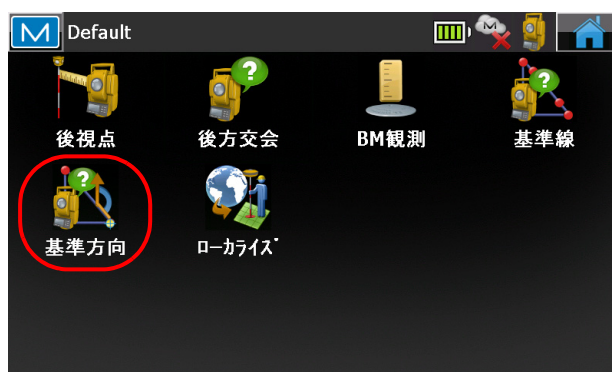 Default
後視点
後方交会
BM観測
基準線
基準方向
ローカライズ